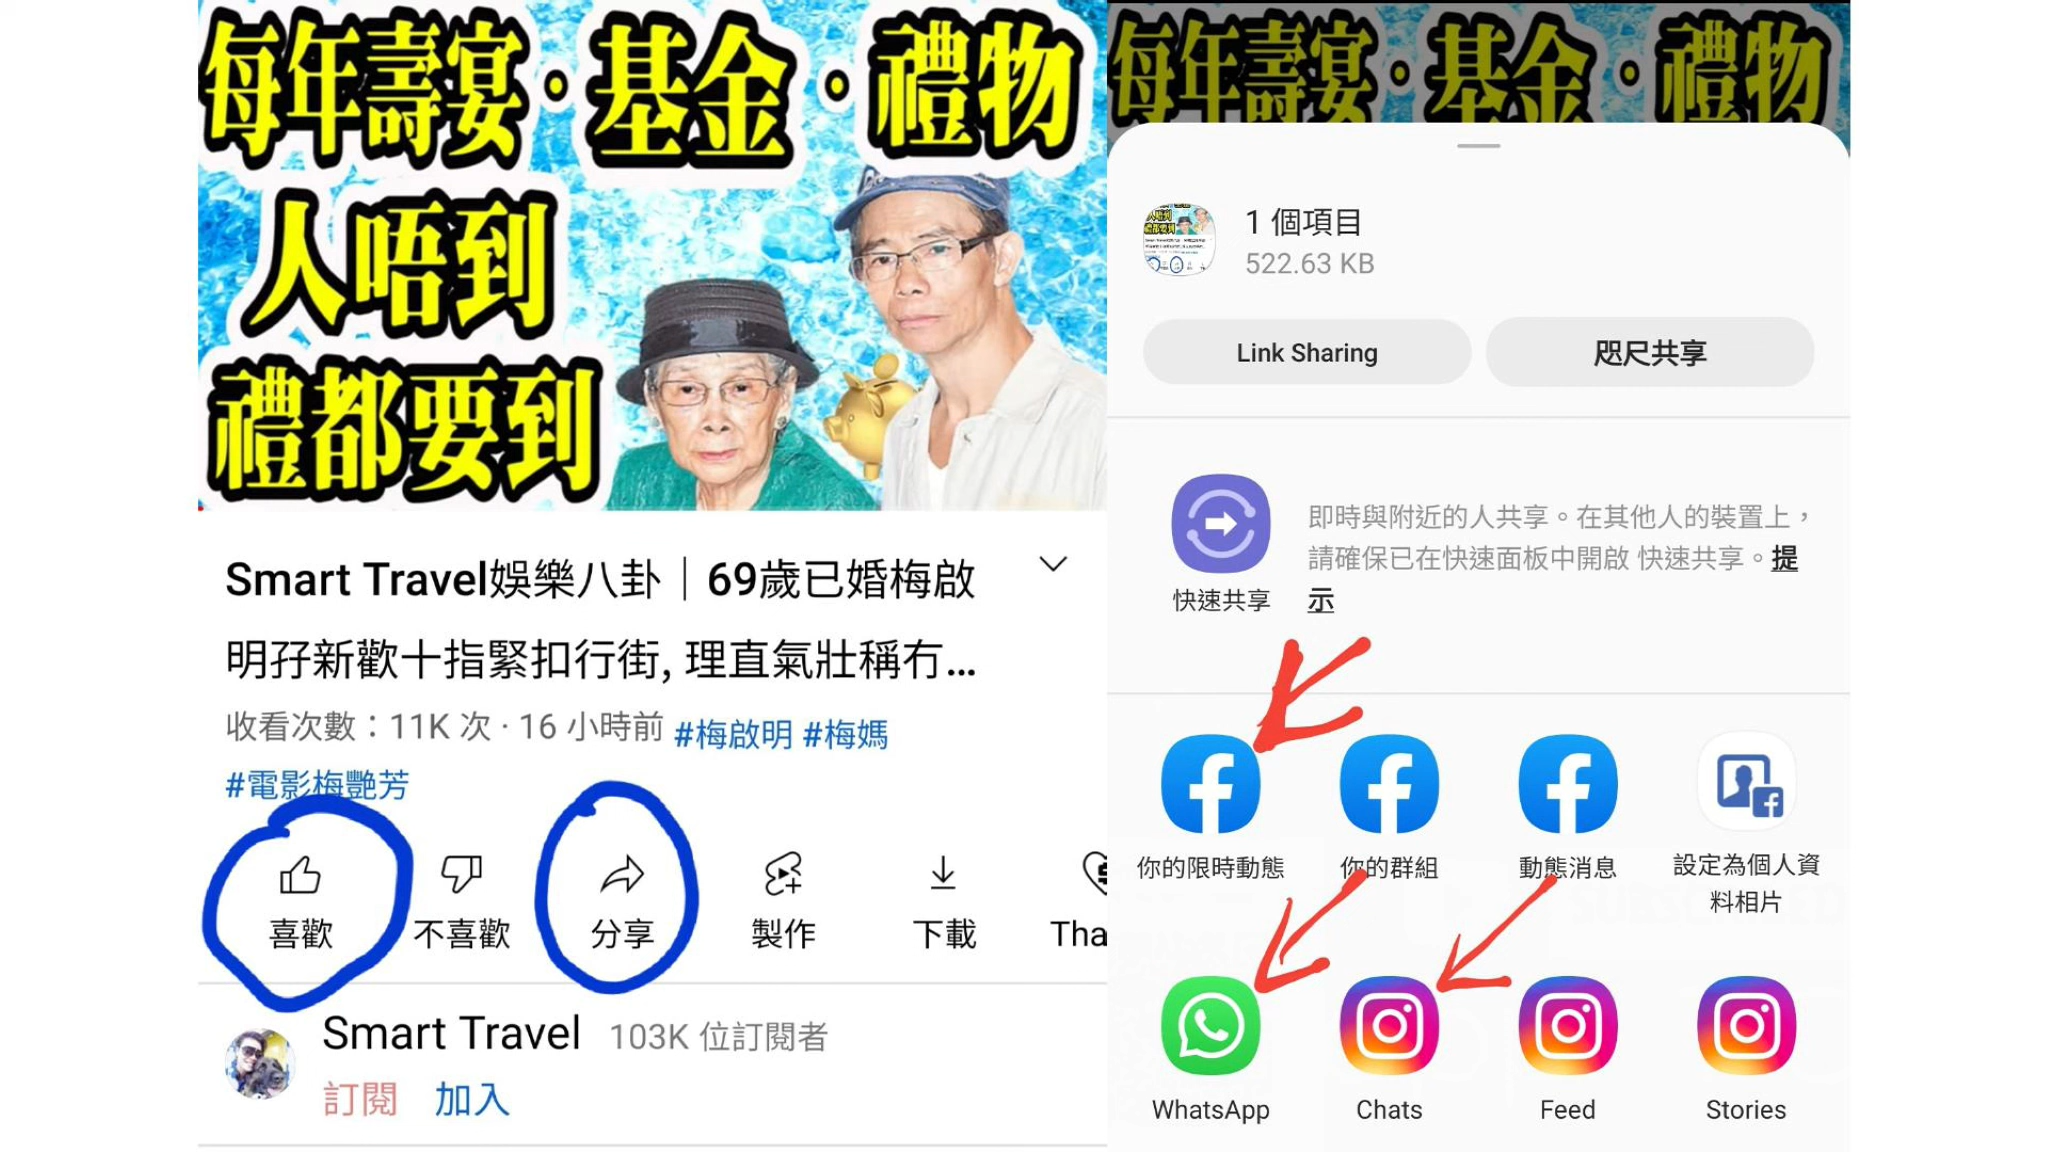 每年壽宴·基金·禮物
人唔到
禮都要到
Smart Travel娛樂八卦｜69歲已婚梅啟
明孖新歡十指緊扣行街, 理直氣壯稱冇...
收看次數：11K 次 · 16 小時前 #梅啟明 #梅媽
#電影梅艷芳
喜歡
不喜歡
分享
製作
下載
Tha
Smart Travel 103K 位訂閱者
訂閱 加入
每年壽宴·基金·禮物
1 個項目
522.63 KB
Link Sharing
咫尺共享
快速共享
即時與附近的人共享。在其他人的裝置上，
請確保已在快速面板中開啟 快速共享。提
示
你的限時動態
你的群組
動態消息
設定為個人資
料相片
WhatsApp
Chats
Feed
Stories